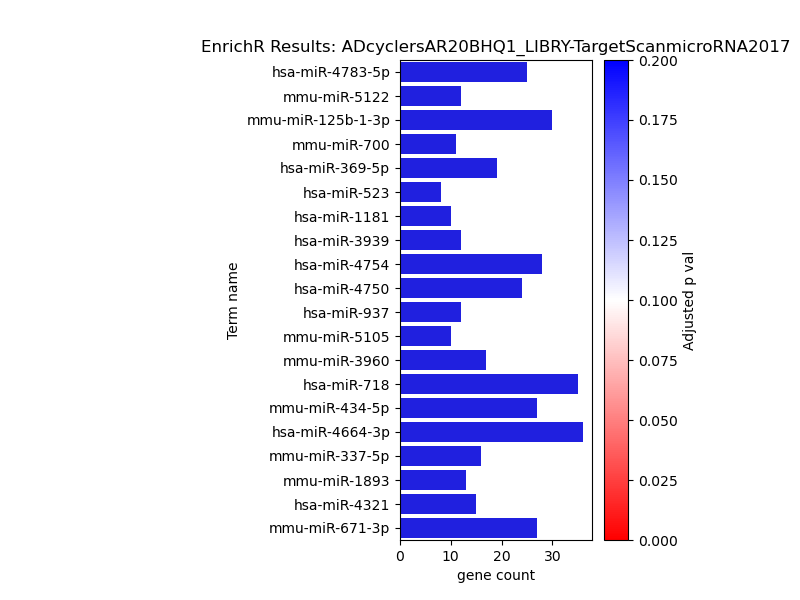 EnrichR Results: ADcyclersAR20BHQ1_LIBRY-TargetScanmicroRNA2017
hsa-miR-4783-5p
mmu-miR-5122
mmu-miR-125b-1-3p
mmu-miR-700
hsa-miR-369-5p
hsa-miR-523
hsa-miR-1181
hsa-miR-3939
hsa-miR-4754
hsa-miR-4750
hsa-miR-937
mmu-miR-5105
mmu-miR-3960
hsa-miR-718
mmu-miR-434-5p
hsa-miR-4664-3p
mmu-miR-337-5p
mmu-miR-1893
hsa-miR-4321
mmu-miR-671-3p
Term name
0 10 20 30
gene count
0.200
0.175
0.150
0.125
0.100
0.075
0.050
0.025
0.000
Adjusted p val